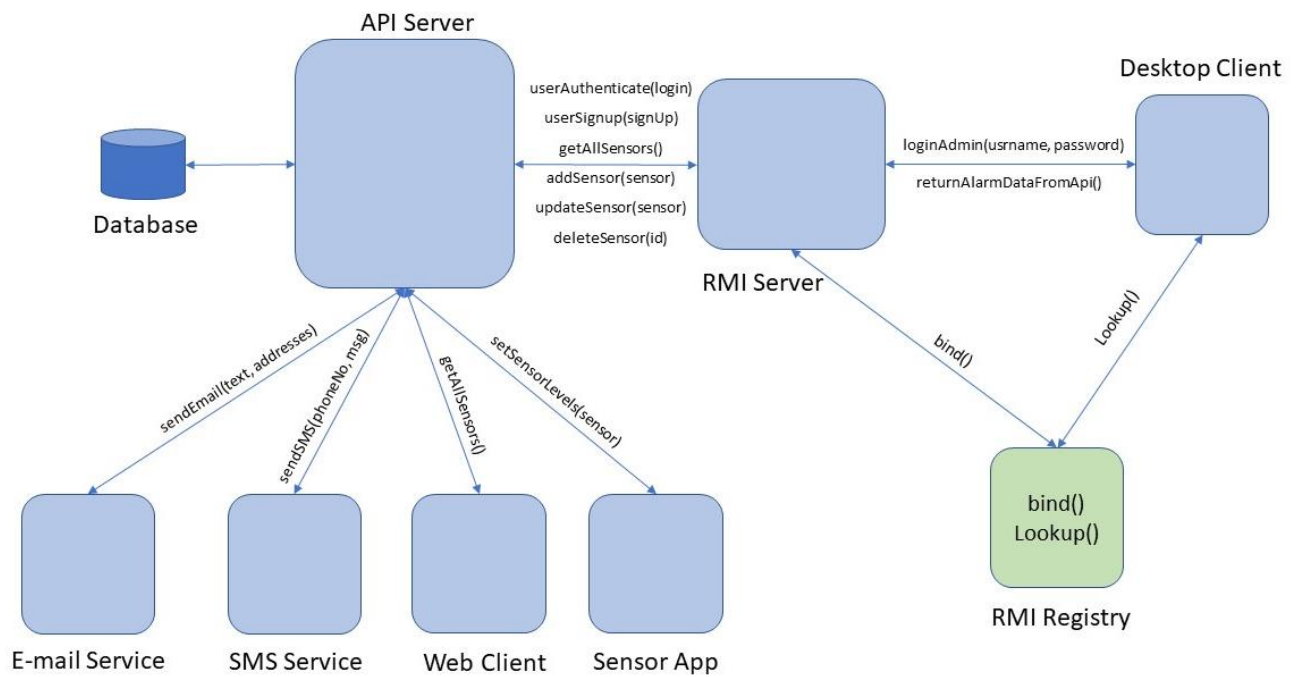 API Server
Desktop Client
userAuthenticate(login)
userSignup(signUp)
getAllSensors()
addSensor(sensor)
updateSensor(sensor)
deleteSensor(id)
loginAdmin(usrname, password)
returnAlarmDataFromApi()
Database
RMI Server
bind()
Lookup()
sendEmail(text, addresses)
sendSMS(phoneNo, msg)
getAllSensors()
setSensorLevels(sensor)
bind()
Lookup()
RMI Registry
E-mail Service
SMS Service
Web Client
Sensor App